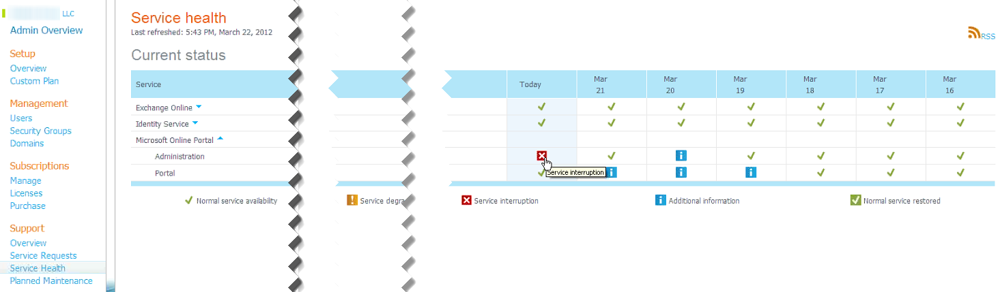 LLC
Admin Overview
Setup
Overview
Custom Plan
Management
Users
Security Groups
Domains
Subscriptions
Manage
Licenses
Purchase
Support
Overview
Service Requests
Service Health
Planned Maintenance
Service health
Last refreshed: 5:43 PM, March 22, 2012
RSS
Current status
Service Today Mar 21 Mar 20 Mar 19 Mar 18 Mar 17 Mar 16
Exchange Online
Identity Service
Microsoft Online Portal
Administration
Portal
Service interruption
Normal service availability Service degra Service interruption Additional information Normal service restored